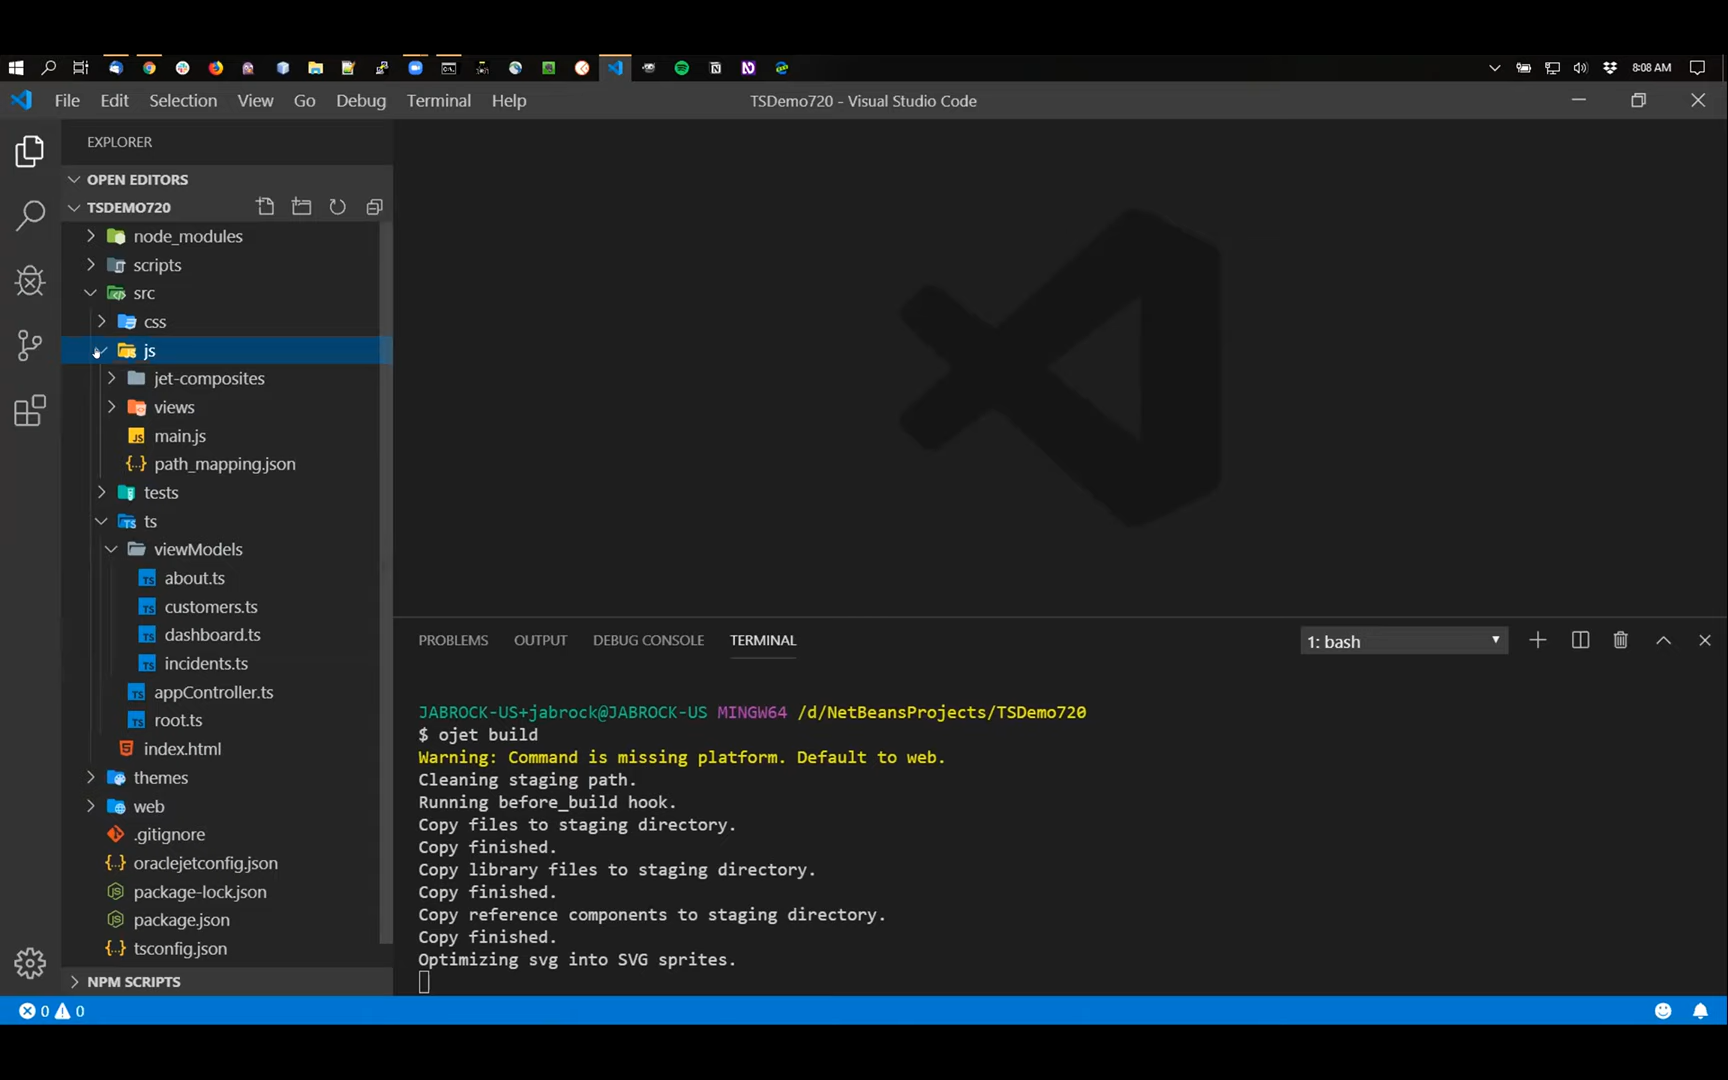 8:08 AM
File Edit Selection View Go Debug Terminal Help
TSDemo720 - Visual Studio Code
EXPLORER
OPEN EDITORS
TSDEMO720
node_modules
scripts
src
css
js
jet-composites
views
main.js
path_mapping.json
tests
ts
viewModels
about.ts
customers.ts
dashboard.ts
incidents.ts
appController.ts
root.ts
index.html
themes
web
.gitignore
oraclejetconfig.json
package-lock.json
package.json
tsconfig.json
NPM SCRIPTS
PROBLEMS OUTPUT DEBUG CONSOLE TERMINAL
1: bash
JABROCK-US+jabrock@JABROCK-US MINGW64 /d/NetBeansProjects/TSDemo720
$ ojet build
Warning: Command is missing platform. Default to web.
Cleaning staging path.
Running before_build hook.
Copy files to staging directory.
Copy finished.
Copy library files to staging directory.
Copy finished.
Copy reference components to staging directory.
Copy finished.
Optimizing svg into SVG sprites.
0 0